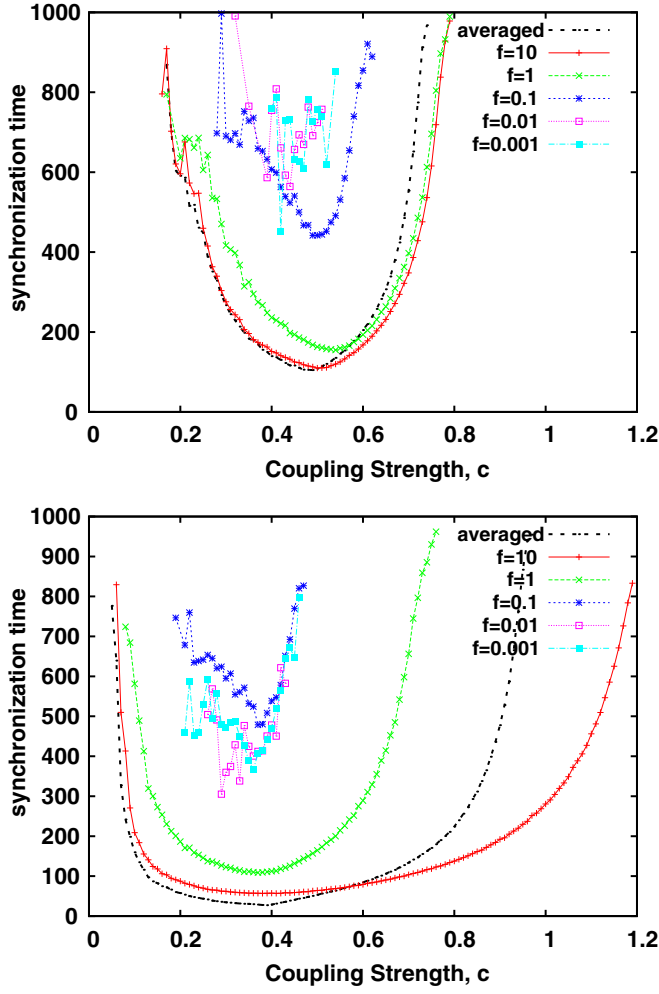 1000
averaged
f=10
f=1
800
f=0.1
f=0.01
f=0.001
600
synchronization time
400
200
0
0
0.2
0.4
0.6
0.8
1
1.2
Coupling Strength, c
1000
averaged
900
f=10
f=1
800
f=0.1
f=0.01
700
f=0.001
600
synchronization time
500
400
300
200
100
0
0
0.2
0.4
0.6
0.8
1
1.2
Coupling Strength, c